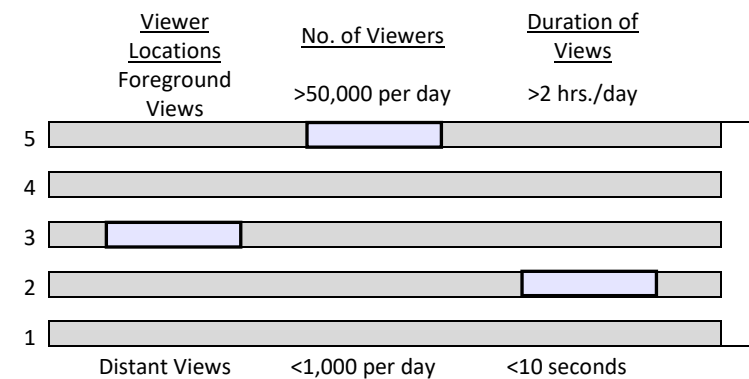 Viewer
Locations
Foreground
Views
No. of Viewers
>50,000 per day
Duration of
Views
>2 hrs./day
5
4
3
2
1
Distant Views
<1,000 per day
<10 seconds